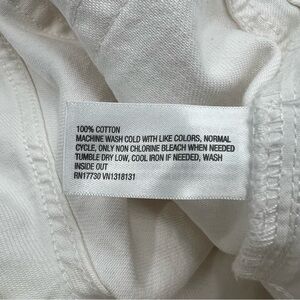 100% COTTON
MACHINE WASH COLD WITH LIKE COLORS, NORMAL
CYCLE, ONLY NON CHLORINE BLEACH WHEN NEEDED
TUMBLE DRY LOW, COOL IRON IF NEEDED, WASH
INSIDE OUT
RN17730 VN1318131